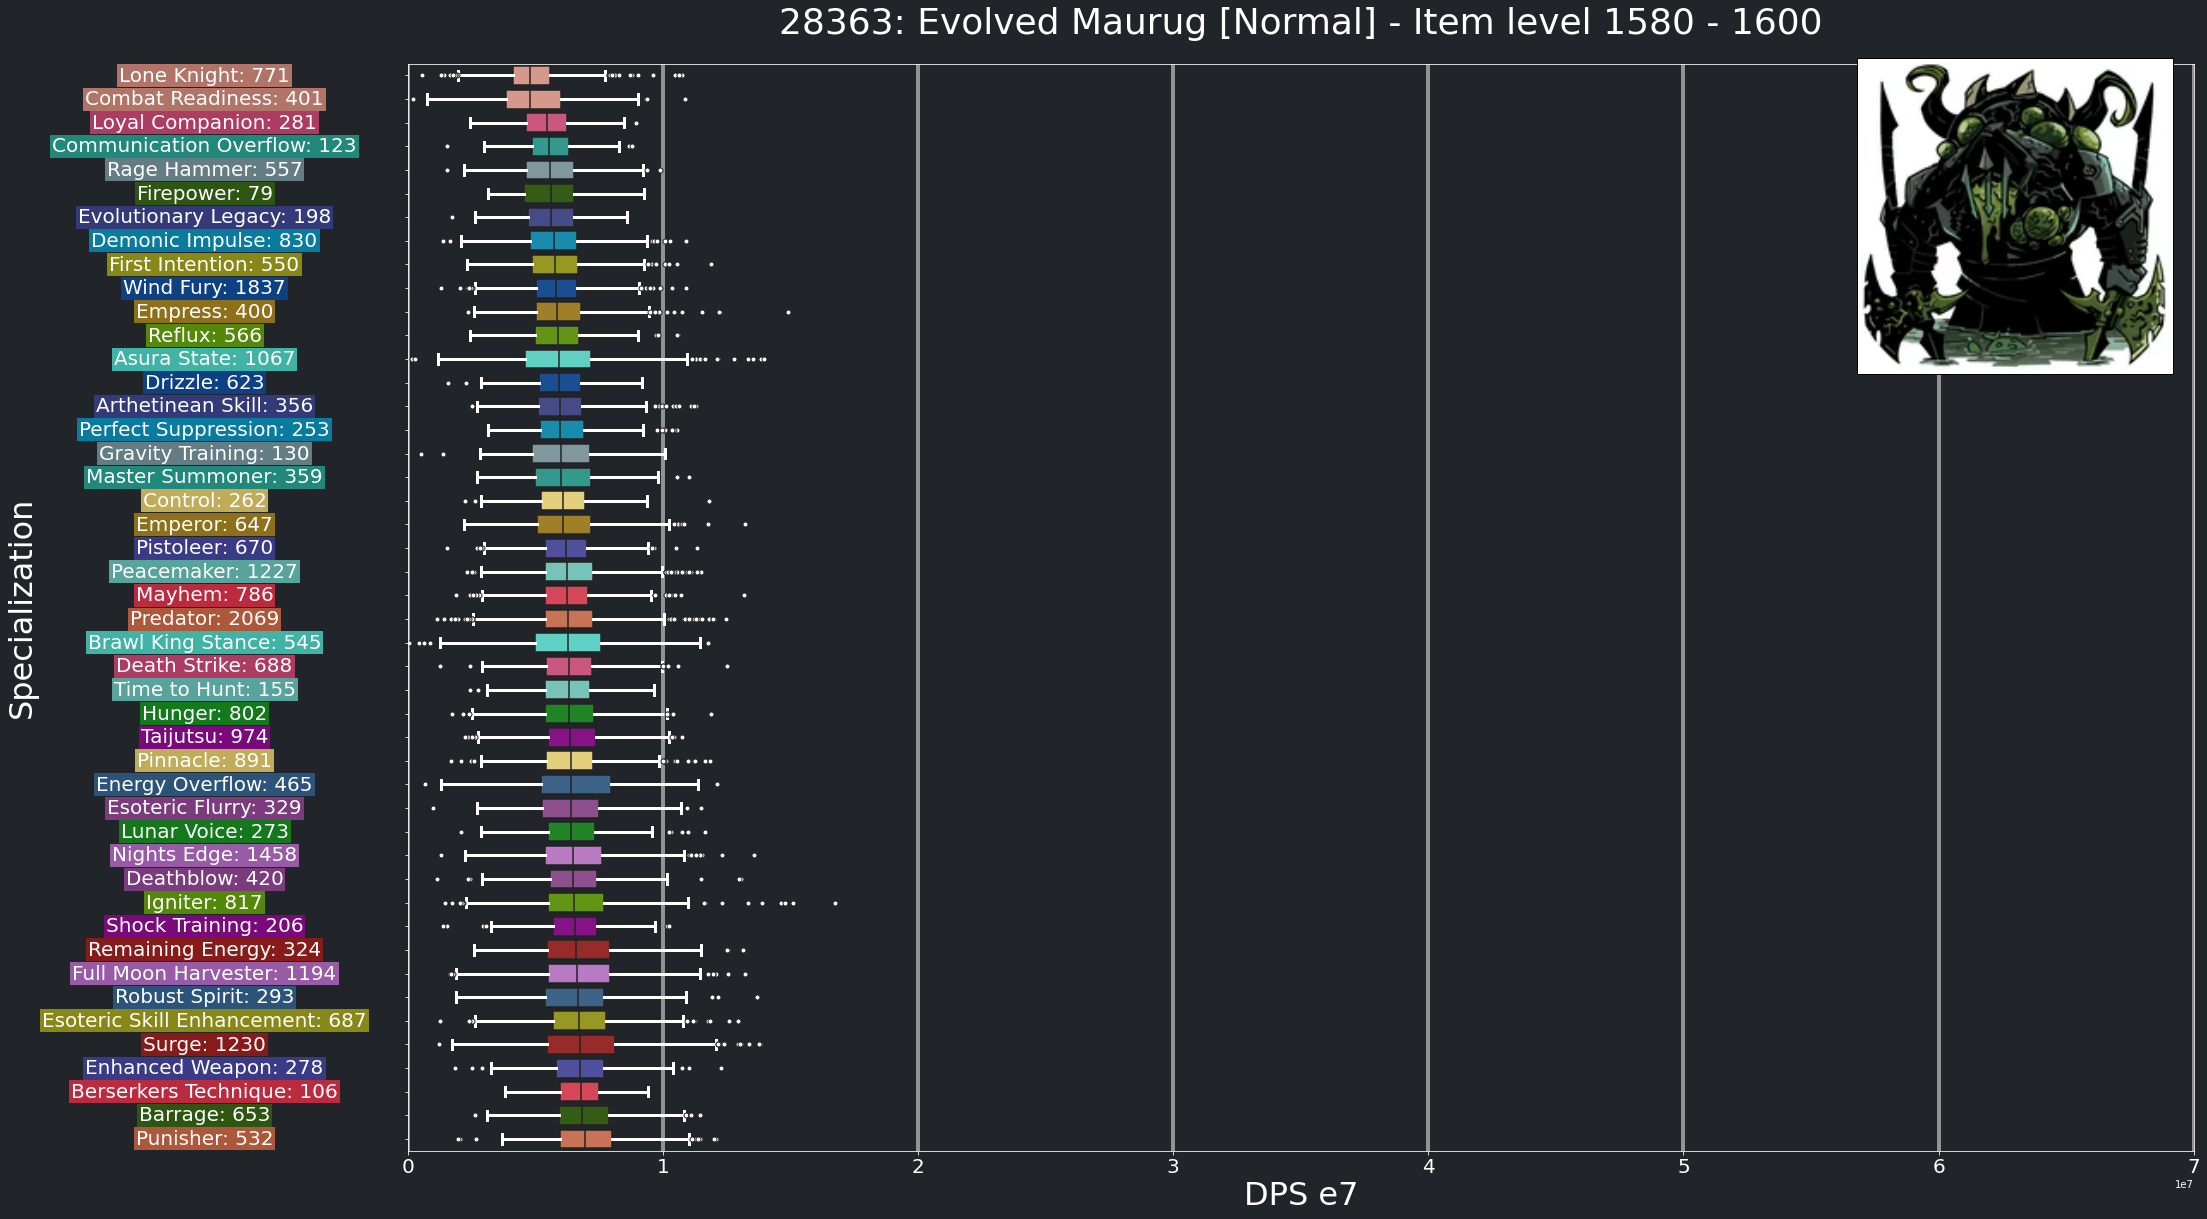 28363: Evolved Maurug [Normal] - Item level 1580 - 1600
Specialization
Lone Knight: 771
Combat Readiness: 401
Loyal Companion: 281
Communication Overflow: 123
Rage Hammer: 557
Firepower: 79
Evolutionary Legacy: 198
Demonic Impulse: 830
First Intention: 550
Wind Fury: 1837
Empress: 400
Reflux: 566
Asura State: 1067
Drizzle: 623
Arthetinean Skill: 356
Perfect Suppression: 253
Gravity Training: 130
Master Summoner: 359
Control: 262
Emperor: 647
Pistoleer: 670
Peacemaker: 1227
Mayhem: 786
Predator: 2069
Brawl King Stance: 545
Death Strike: 688
Time to Hunt: 155
Hunger: 802
Taijutsu: 974
Pinnacle: 891
Energy Overflow: 465
Esoteric Flurry: 329
Lunar Voice: 273
Nights Edge: 1458
Deathblow: 420
Igniter: 817
Shock Training: 206
Remaining Energy: 324
Full Moon Harvester: 1194
Robust Spirit: 293
Esoteric Skill Enhancement: 687
Surge: 1230
Enhanced Weapon: 278
Berserkers Technique: 106
Barrage: 653
Punisher: 532
0 1 2 3 4 5 6 7
1e7
DPS e7